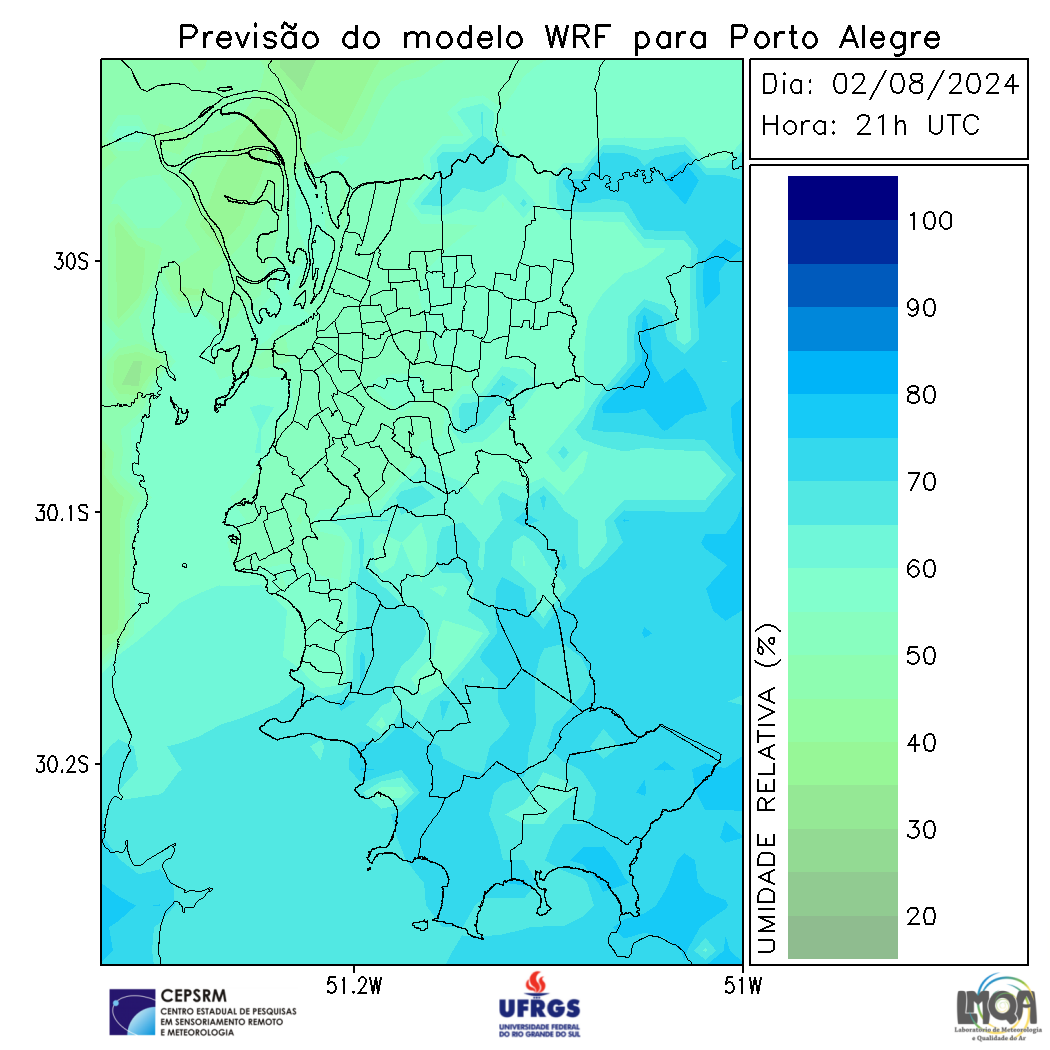 Previsão do modelo WRF para Porto Alegre
Dia: 02/08/2024
Hora: 21h UTC
100
90
80
70
60
50
40
30
20
UMIDADE RELATIVA (%)
30S
30.1S
30.2S
51.2W
51W
CEPSRM
CENTRO ESTADUAL DE PESQUISAS
EM SENSORIAMENTO REMOTO
E METEOROLOGIA
UFRGS
UNIVERSIDADE FEDERAL
DO RIO GRANDE DO SUL
LMQA
Laboratório de Meteorologia
e Qualidade do Ar